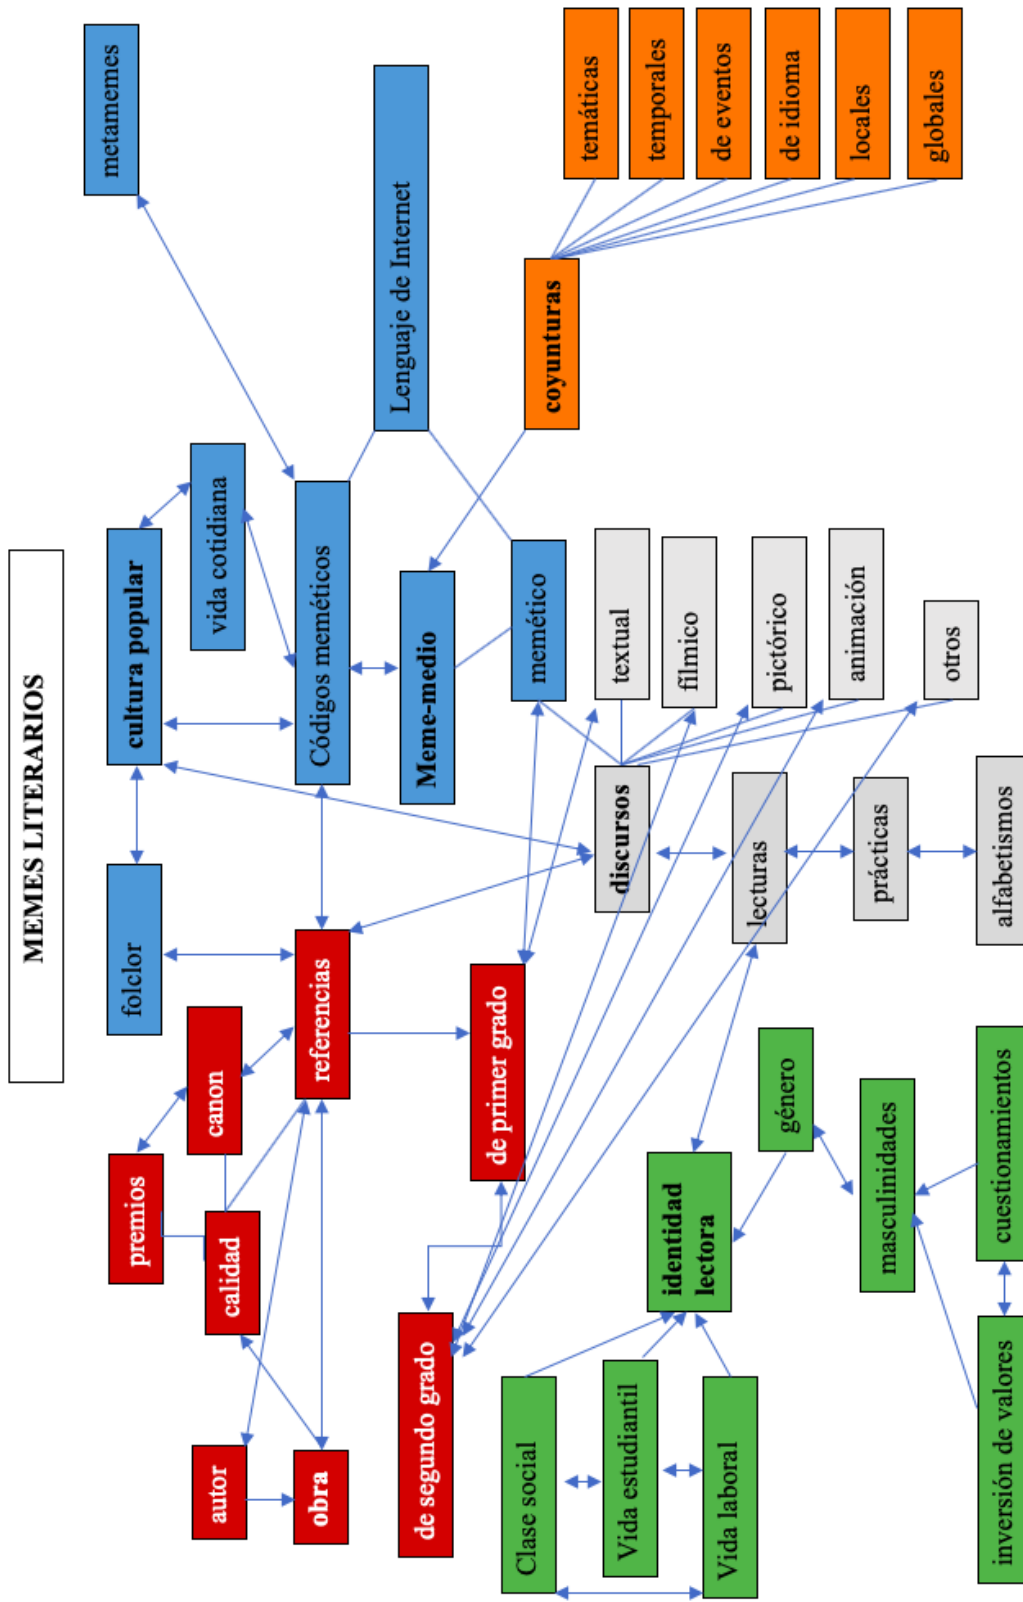 MEMES LITERARIOS
metamemes
cultura popular
folclor
premios
vida cotidiana
canon
calidad
autor
Códigos meméticos
referencias
obra
Lenguaje de Internet
Meme-medio
de segundo grado
de primer grado
coyunturas
memético
Clase social
temáticas
textual
discursos
Vida estudiantil
temporales
fílmico
identidad
lectora
de eventos
pictórico
lecturas
Vida laboral
de idioma
género
animación
locales
prácticas
masculinidades
globales
otros
alfabetismos
cuestionamientos
inversión de valores